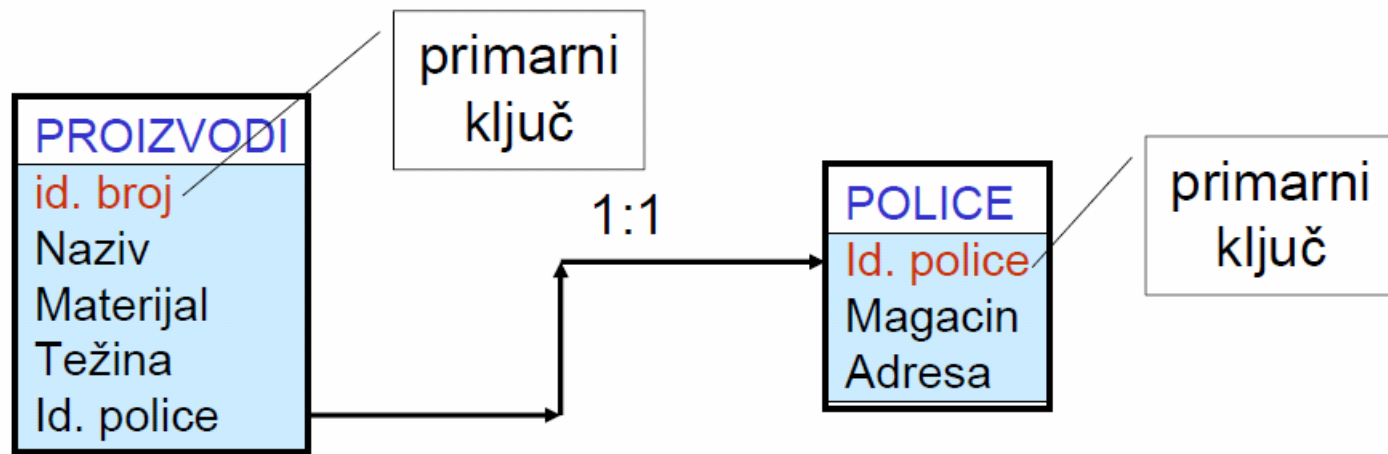 primarni
ključ
PROIZVODI
id. broj
Naziv
Materijal
Težina
Id. police
1:1
POLICE
Id. police
Magacin
Adresa
primarni
ključ